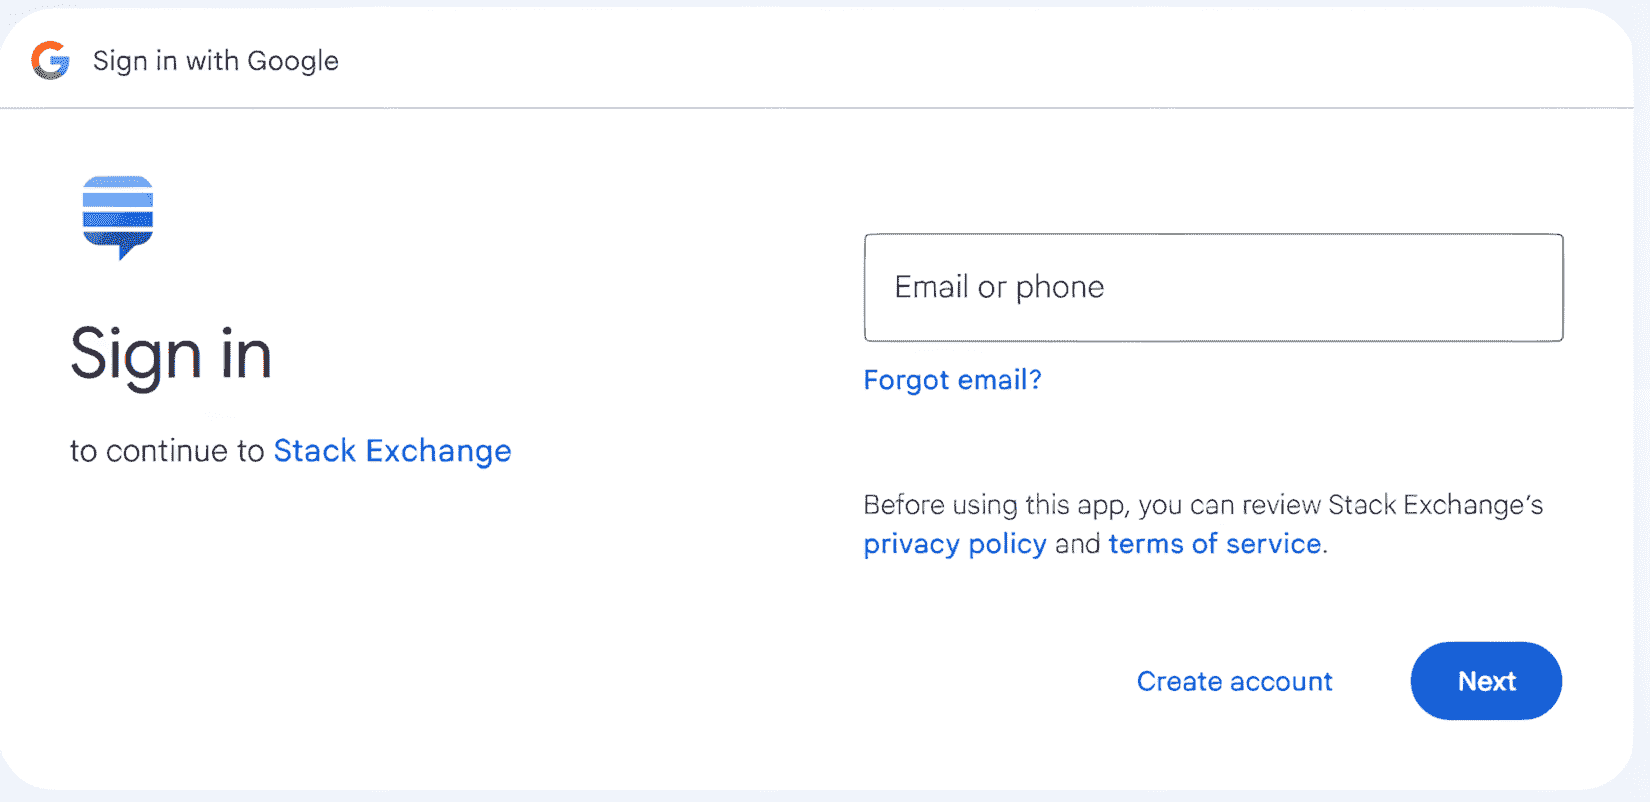 Sign in with Google
Sign in
to continue to Stack Exchange
Email or phone
Forgot email?
Before using this app, you can review Stack Exchange’s
privacy policy and terms of service.
Create account
Next